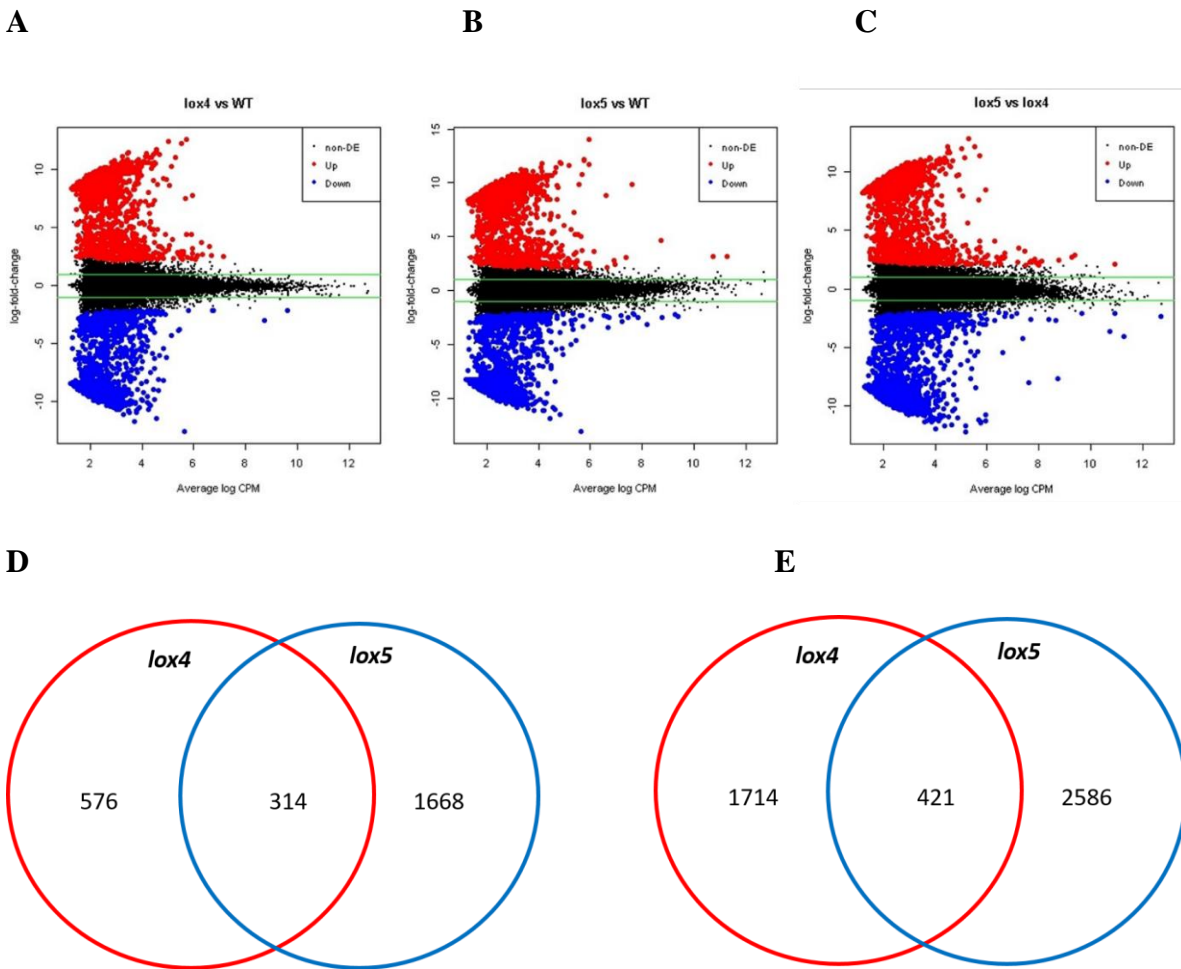 A
B
C
lox4 vs WT
lox5 vs WT
lox5 vs lox4
non-DE
Up
Down
log-fold-change
10
5
0
-5
-10
2
4
6
8
10
12
Average log CPM
non-DE
Up
Down
log-fold-change
15
10
5
0
-5
-10
2
4
6
8
10
12
Average log CPM
non-DE
Up
Down
log-fold-change
10
5
0
-5
-10
2
4
6
8
10
12
Average log CPM
D
E
lox4
lox5
576
314
1668
lox4
lox5
1714
421
2586